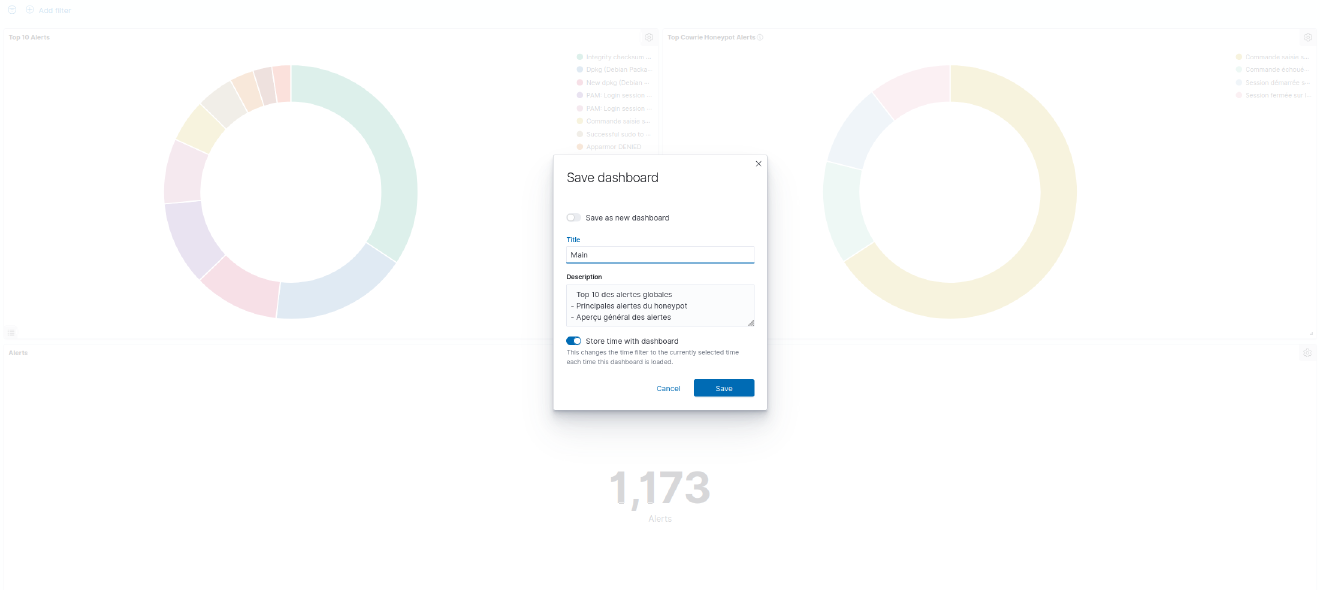 Add filter
Top 10 Alerts
Top Cowrie Honeypot Alerts
Integrity checksum ...
Dpkg (Debian Packa...
New dpkg (Debian ...
PAM: Login session ...
PAM: Login session ...
Commande saisie s...
Successful sudo to ...
Apparmor DENIED
Commande saisie s...
Commande échoué...
Session démarrée s...
Session fermée sur l...
Save dashboard
Save as new dashboard
Title
Main
Description
Top 10 des alertes globales
- Principales alertes du honeypot
- Aperçu général des alertes
Store time with dashboard
This changes the time filter to the currently selected time
each time this dashboard is loaded.
Cancel
Save
Alerts
1,173
Alerts